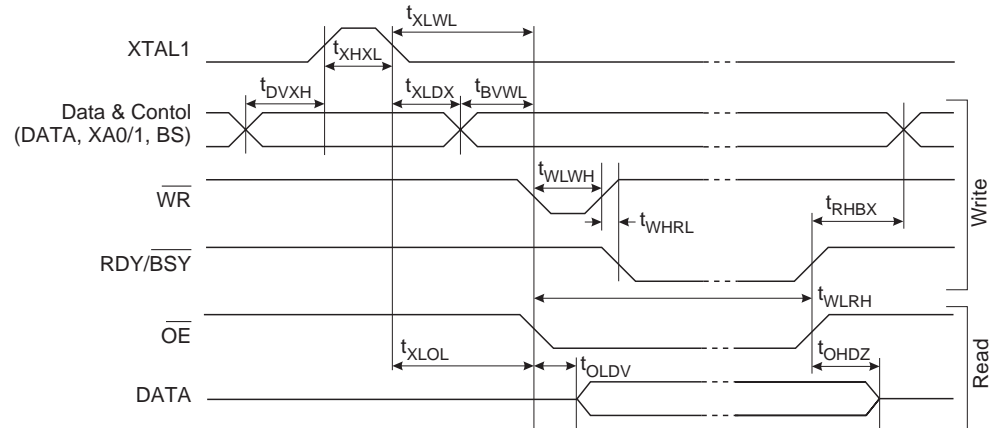 XTAL1
tXLWL
tXHXL
Data & Contol
(DATA, XA0/1, BS)
tDVXH
tXLDX
tBVWL
WR
tWLWH
tWHRL
tRHBX
Write
RDY/BSY
tWLRH
OE
tXLOL
tOLDV
tOHDZ
DATA
Read